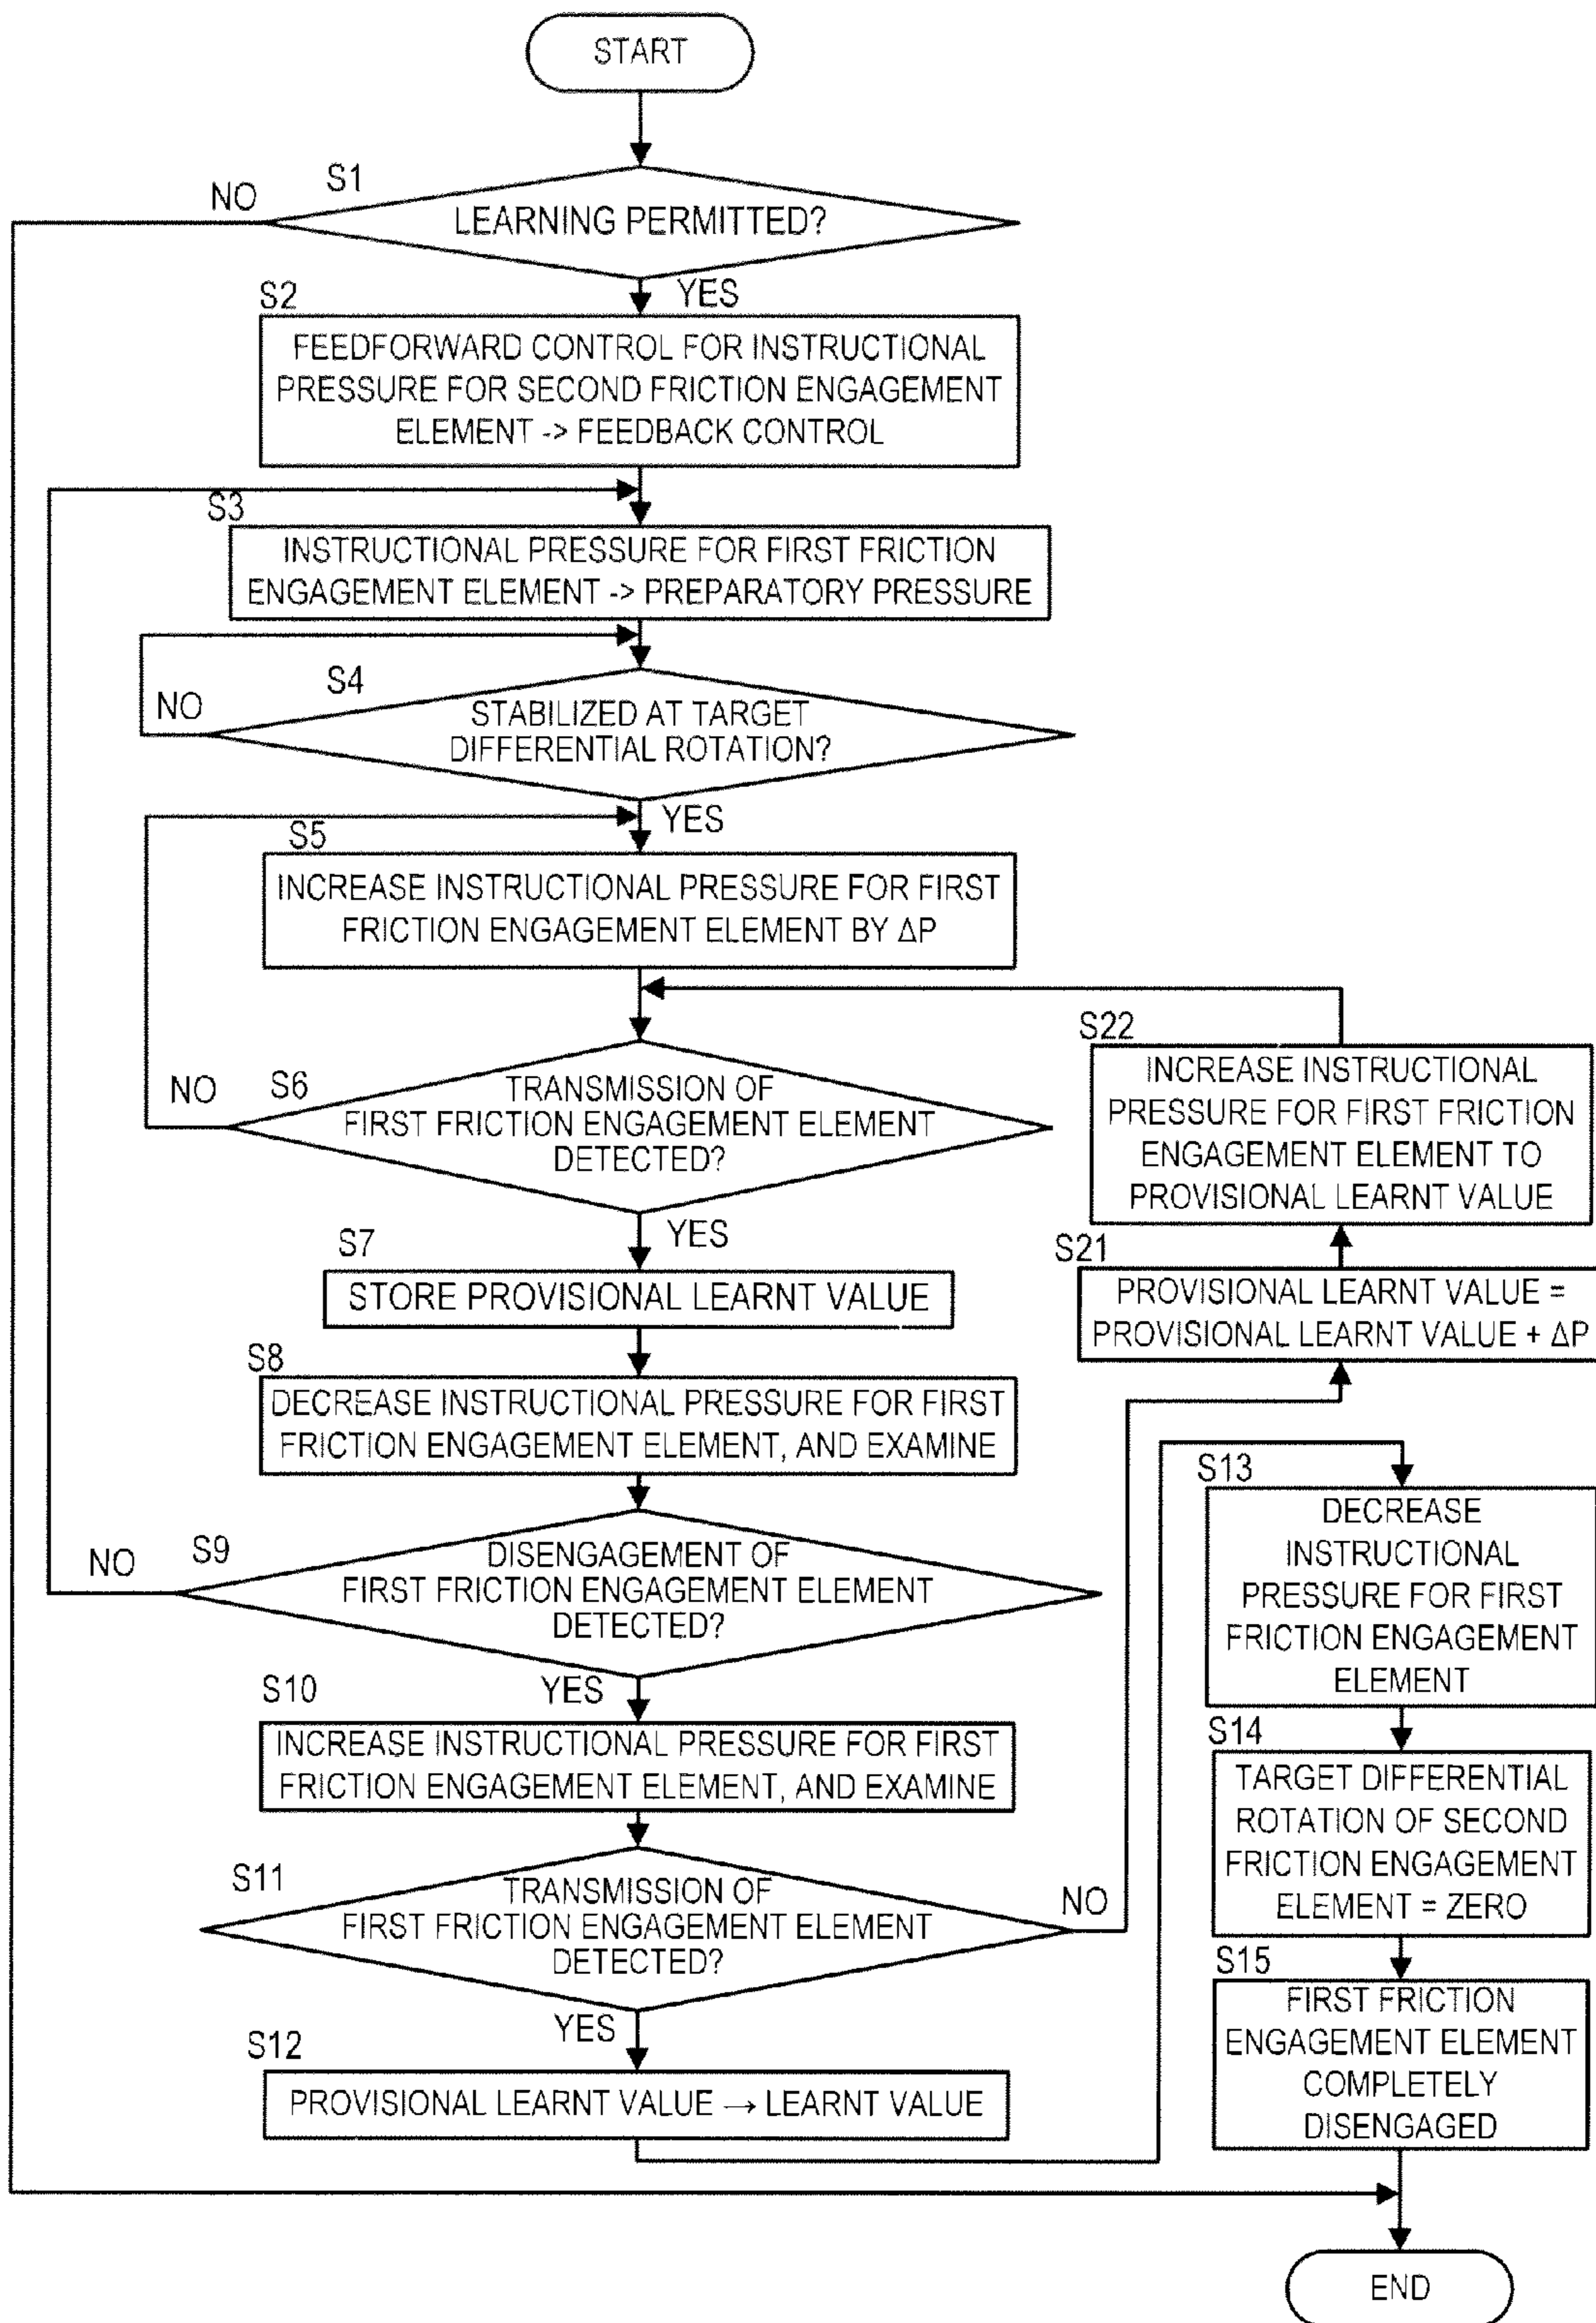 START
S1
NO
LEARNING PERMITTED?
YES
S2
FEEDFORWARD CONTROL FOR INSTRUCTIONAL
PRESSURE FOR SECOND FRICTION ENGAGEMENT
ELEMENT -> FEEDBACK CONTROL
S3
INSTRUCTIONAL PRESSURE FOR FIRST FRICTION
ENGAGEMENT ELEMENT -> PREPARATORY PRESSURE
S4
NO
STABILIZED AT TARGET
DIFFERENTIAL ROTATION?
YES
S5
INCREASE INSTRUCTIONAL PRESSURE FOR FIRST
FRICTION ENGAGEMENT ELEMENT BY ΔP
S6
NO
TRANSMISSION OF
FIRST FRICTION ENGAGEMENT ELEMENT
DETECTED?
YES
S7
STORE PROVISIONAL LEARNT VALUE
S8
DECREASE INSTRUCTIONAL PRESSURE FOR FIRST
FRICTION ENGAGEMENT ELEMENT, AND EXAMINE
S9
NO
DISENGAGEMENT OF
FIRST FRICTION ENGAGEMENT ELEMENT
DETECTED?
YES
S10
INCREASE INSTRUCTIONAL PRESSURE FOR FIRST
FRICTION ENGAGEMENT ELEMENT, AND EXAMINE
S11
TRANSMISSION OF
FIRST FRICTION ENGAGEMENT ELEMENT
DETECTED?
NO
YES
S12
PROVISIONAL LEARNT VALUE → LEARNT VALUE
S22
INCREASE INSTRUCTIONAL
PRESSURE FOR FIRST FRICTION
ENGAGEMENT ELEMENT TO
PROVISIONAL LEARNT VALUE
S21
PROVISIONAL LEARNT VALUE =
PROVISIONAL LEARNT VALUE + ΔP
S13
DECREASE
INSTRUCTIONAL
PRESSURE FOR FIRST
FRICTION ENGAGEMENT
ELEMENT
S14
TARGET DIFFERENTIAL
ROTATION OF SECOND
FRICTION ENGAGEMENT
ELEMENT = ZERO
S15
FIRST FRICTION
ENGAGEMENT ELEMENT
COMPLETELY
DISENGAGED
END